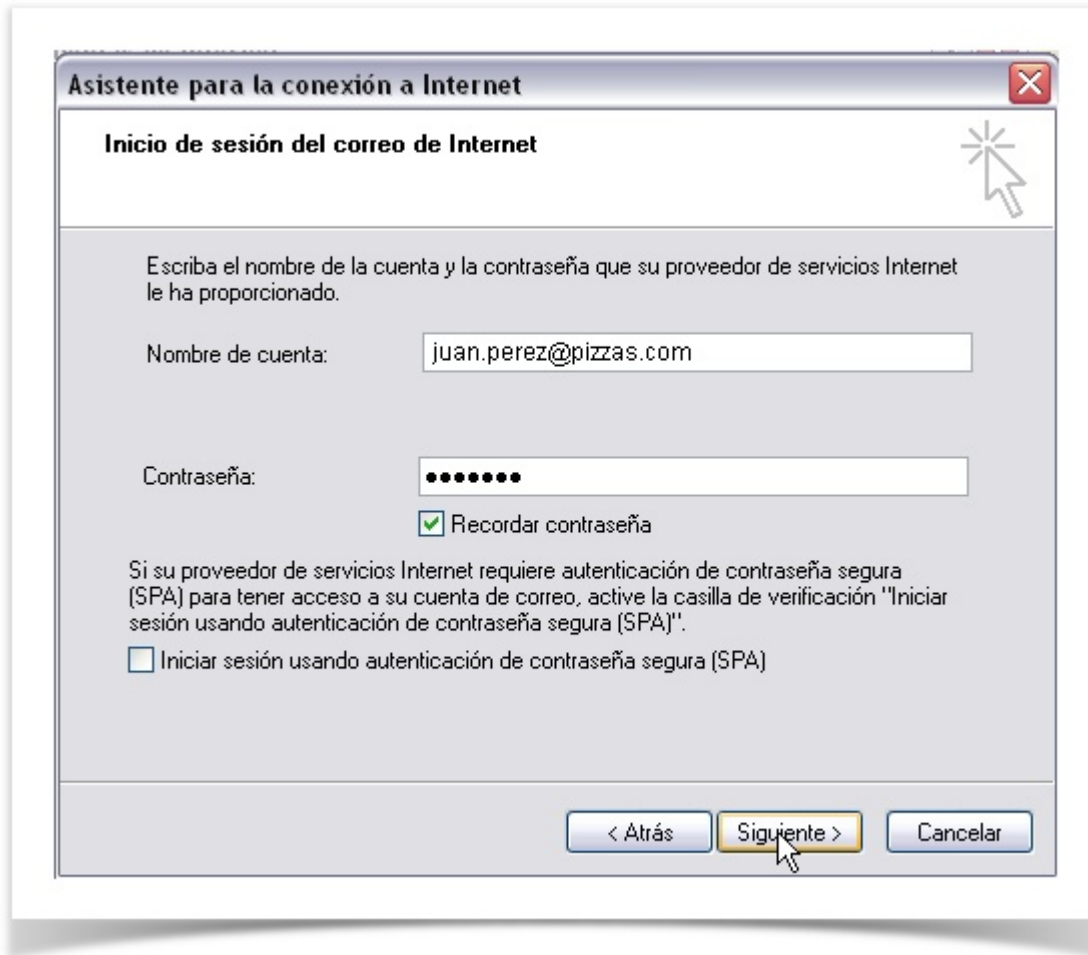 Asistente para la conexión a Internet
Inicio de sesión del correo de Internet
Escriba el nombre de la cuenta y la contraseña que su proveedor de servicios Internet
le ha proporcionado.
Nombre de cuenta: juan.perez@pizzas.com
Contraseña: •••••••
Recordar contraseña
Si su proveedor de servicios Internet requiere autenticación de contraseña segura
(SPA) para tener acceso a su cuenta de correo, active la casilla de verificación "Iniciar
sesión usando autenticación de contraseña segura (SPA)".
Iniciar sesión usando autenticación de contraseña segura (SPA)
< Atrás Siguiente > Cancelar